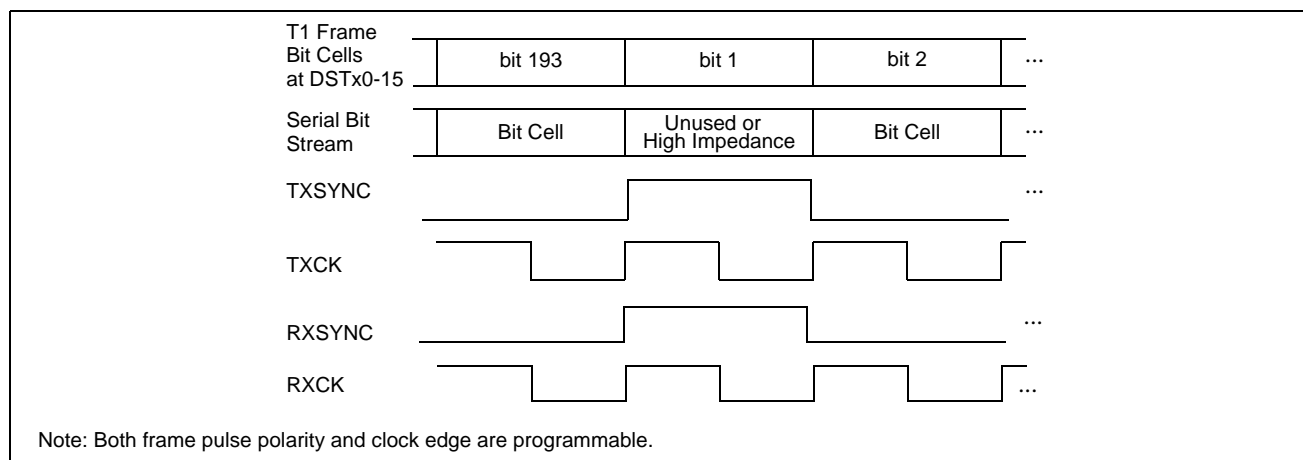 T1 Frame
Bit Cells
at DSTx0-15
bit 193
bit 1
bit 2
...
Serial Bit
Stream
Bit Cell
Unused or
High Impedance
Bit Cell
...
TXSYNC
...
TXCK
RXSYNC
...
RXCK
...
Note: Both frame pulse polarity and clock edge are programmable.